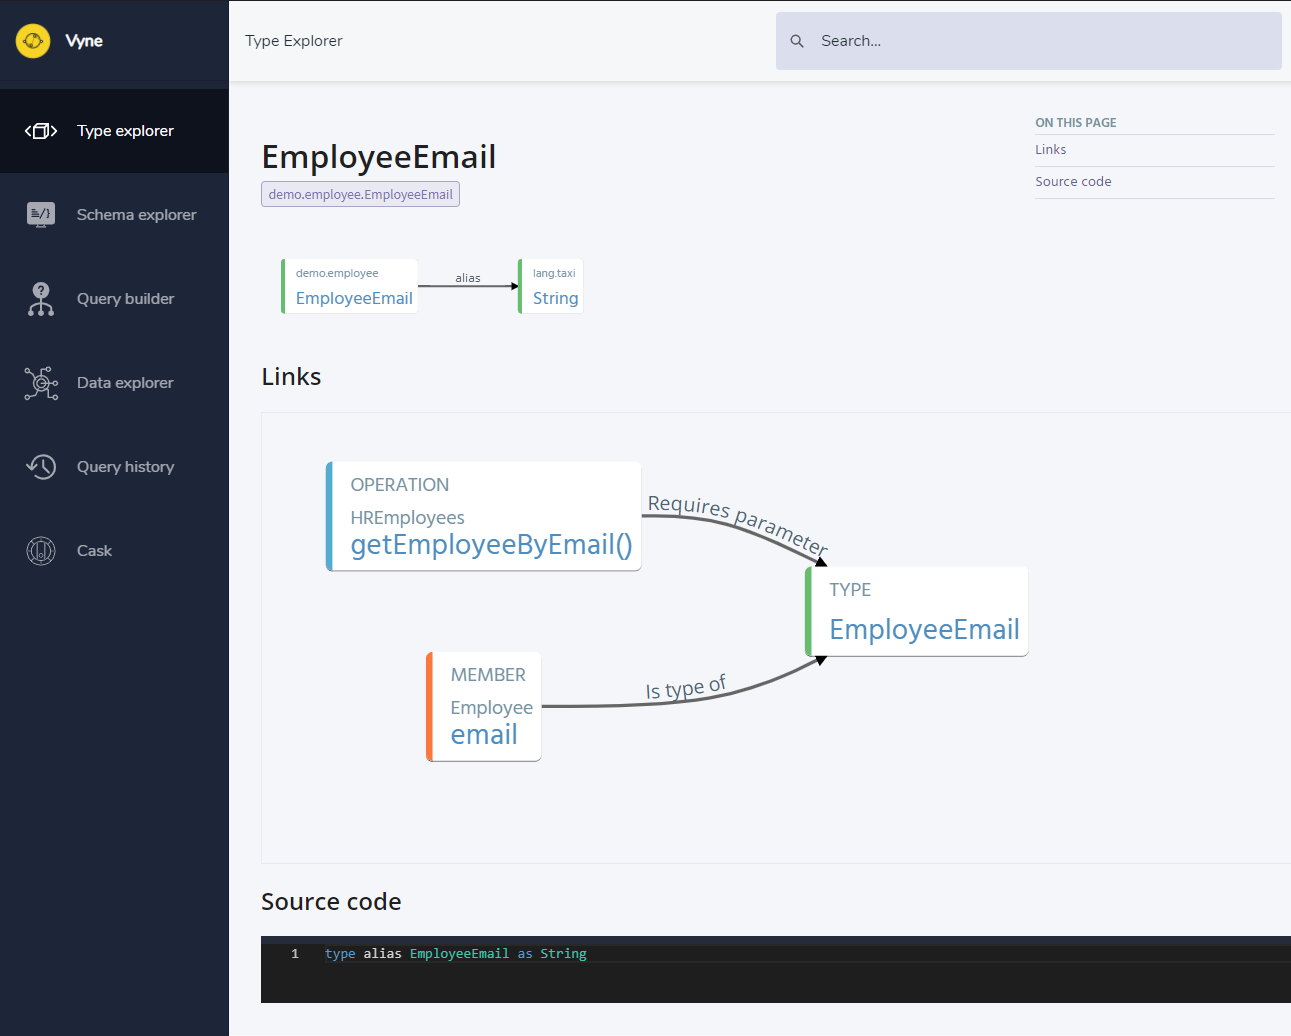 Vyne
Type Explorer
Search...
Type explorer
Schema explorer
Query builder
Data explorer
Query history
Cask
EmployeeEmail
demo.employee.EmployeeEmail
ON THIS PAGE
Links
Source code
demo.employee
EmployeeEmail
alias
lang.taxi
String
Links
OPERATION
HREmployees
getEmployeeByEmail()
Requires parameter
TYPE
EmployeeEmail
MEMBER
Employee
email
Is type of
Source code
1 type alias EmployeeEmail as String